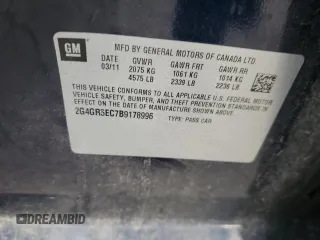 GM
MFD BY GENERAL MOTORS OF CANADA LTD.
03/11 GVWR GAWR FRT GAWR RR
2075 KG 1061 KG 1014 KG
4575 LB 2339 LB 2236 LB
THIS VEHICLE CONFORMS TO ALL APPLICABLE U.S. FEDERAL MOTOR
VEHICLE SAFETY, BUMPER, AND THEFT PREVENTION STANDARDS IN
EFFECT ON THE DATE OF MANUFACTURE SHOWN ABOVE.
2G4GR5EC7B9178996
TYPE: PASS CAR
DREAMBID